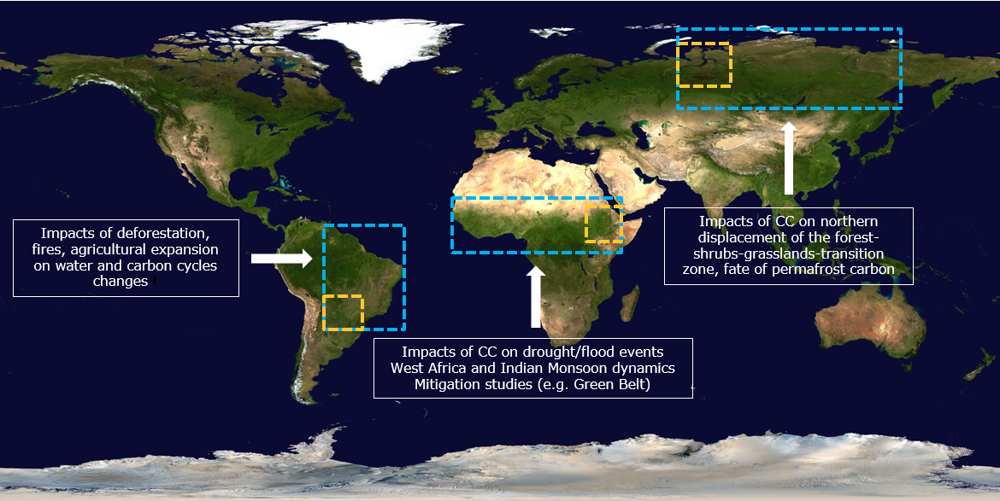 Impacts of deforestation,
fires, agricultural expansion
on water and carbon cycles
changes t
Impacts of CC on drought/flood events
West Africa and Indian Monsoon dynamics
Mitigation studies (e.g. Green Belt)
Impacts of CC on northern
displacement of the forest-
shrubs-grasslands-transition
zone, fate of permafrost carbon